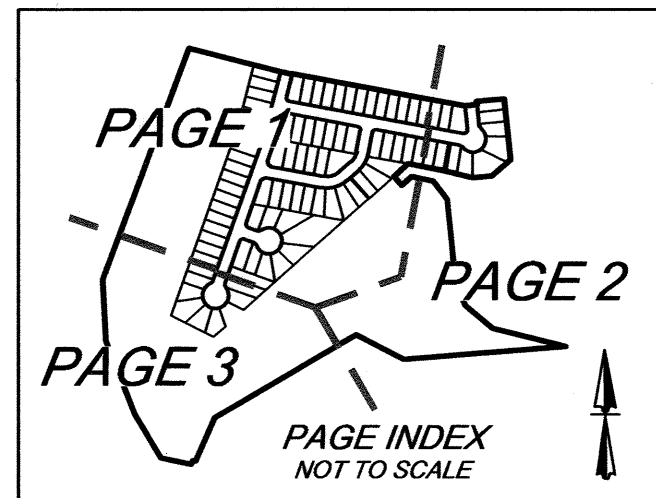 PAGE 1
PAGE 2
PAGE 3
PAGE INDEX
NOT TO SCALE